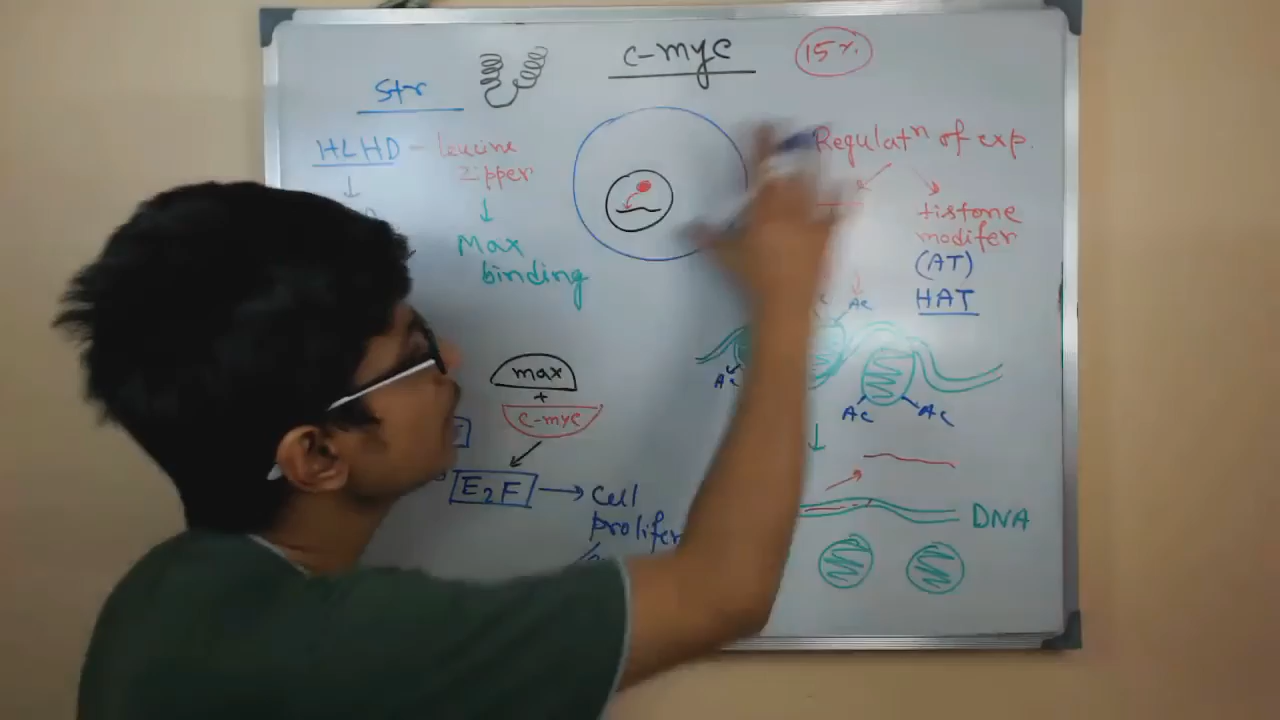 c-myc
15%
Str
HLHD - leucine
zipper
Max
binding
Regulatⁿ of exp.
Histone
modifer
(AT)
HAT
Ac
Ac
Ac
Ac
max
+
c-myc
E2F → Cell
prolifer
DNA